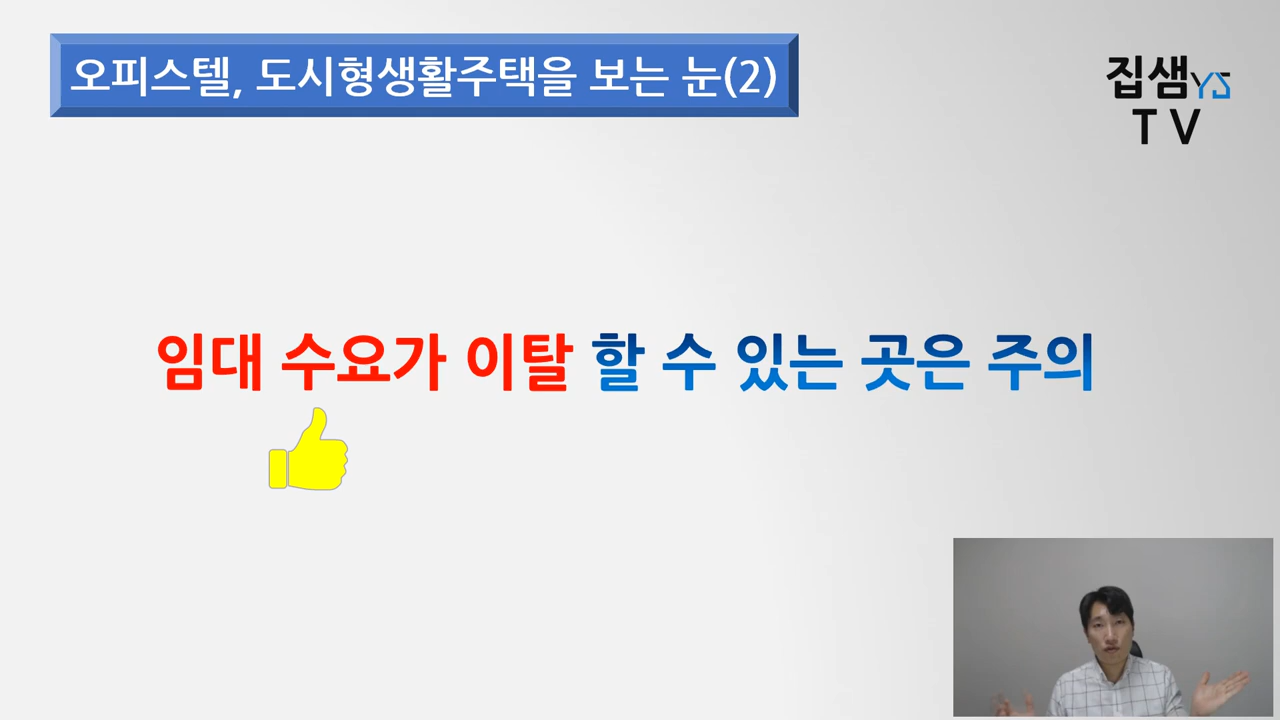 오피스텔, 도시형생활주택을 보는 눈(2)
집샘YS
TV
임대 수요가 이탈 할 수 있는 곳은 주의